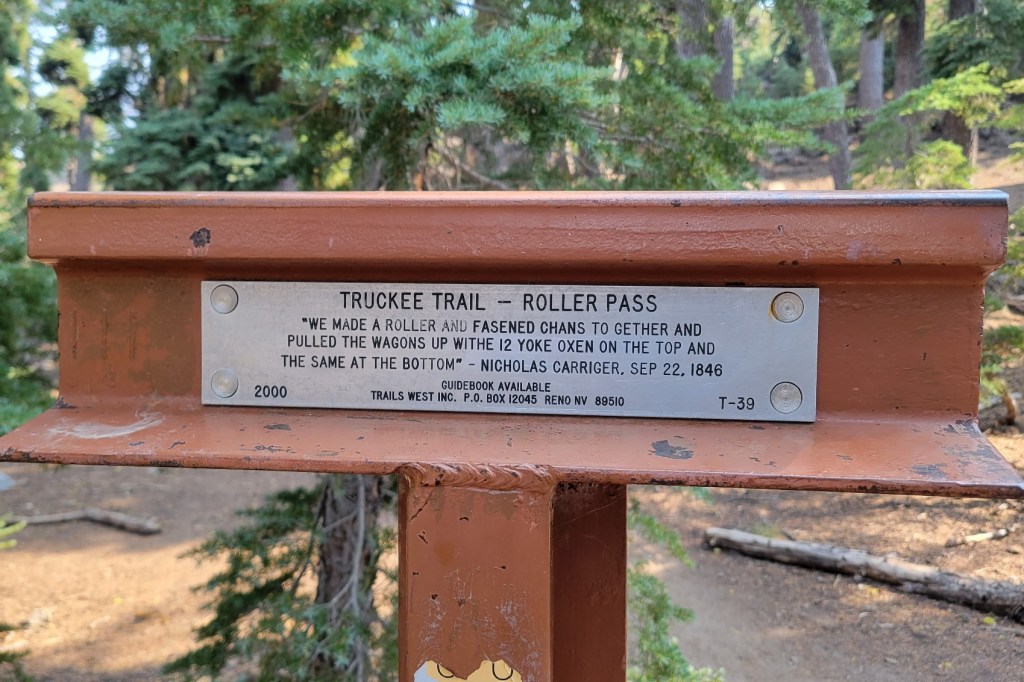 TRUCKEE TRAIL – ROLLER PASS
"WE MADE A ROLLER AND FASENED CHANS TO GETHER AND
PULLED THE WAGONS UP WITHE 12 YOKE OXEN ON THE TOP AND
THE SAME AT THE BOTTOM" – NICHOLAS CARRIGER, SEP 22, 1846
GUIDEBOOK AVAILABLE
2000 TRAILS WEST INC. P.O. BOX 12045 RENO NV 89510 T-39